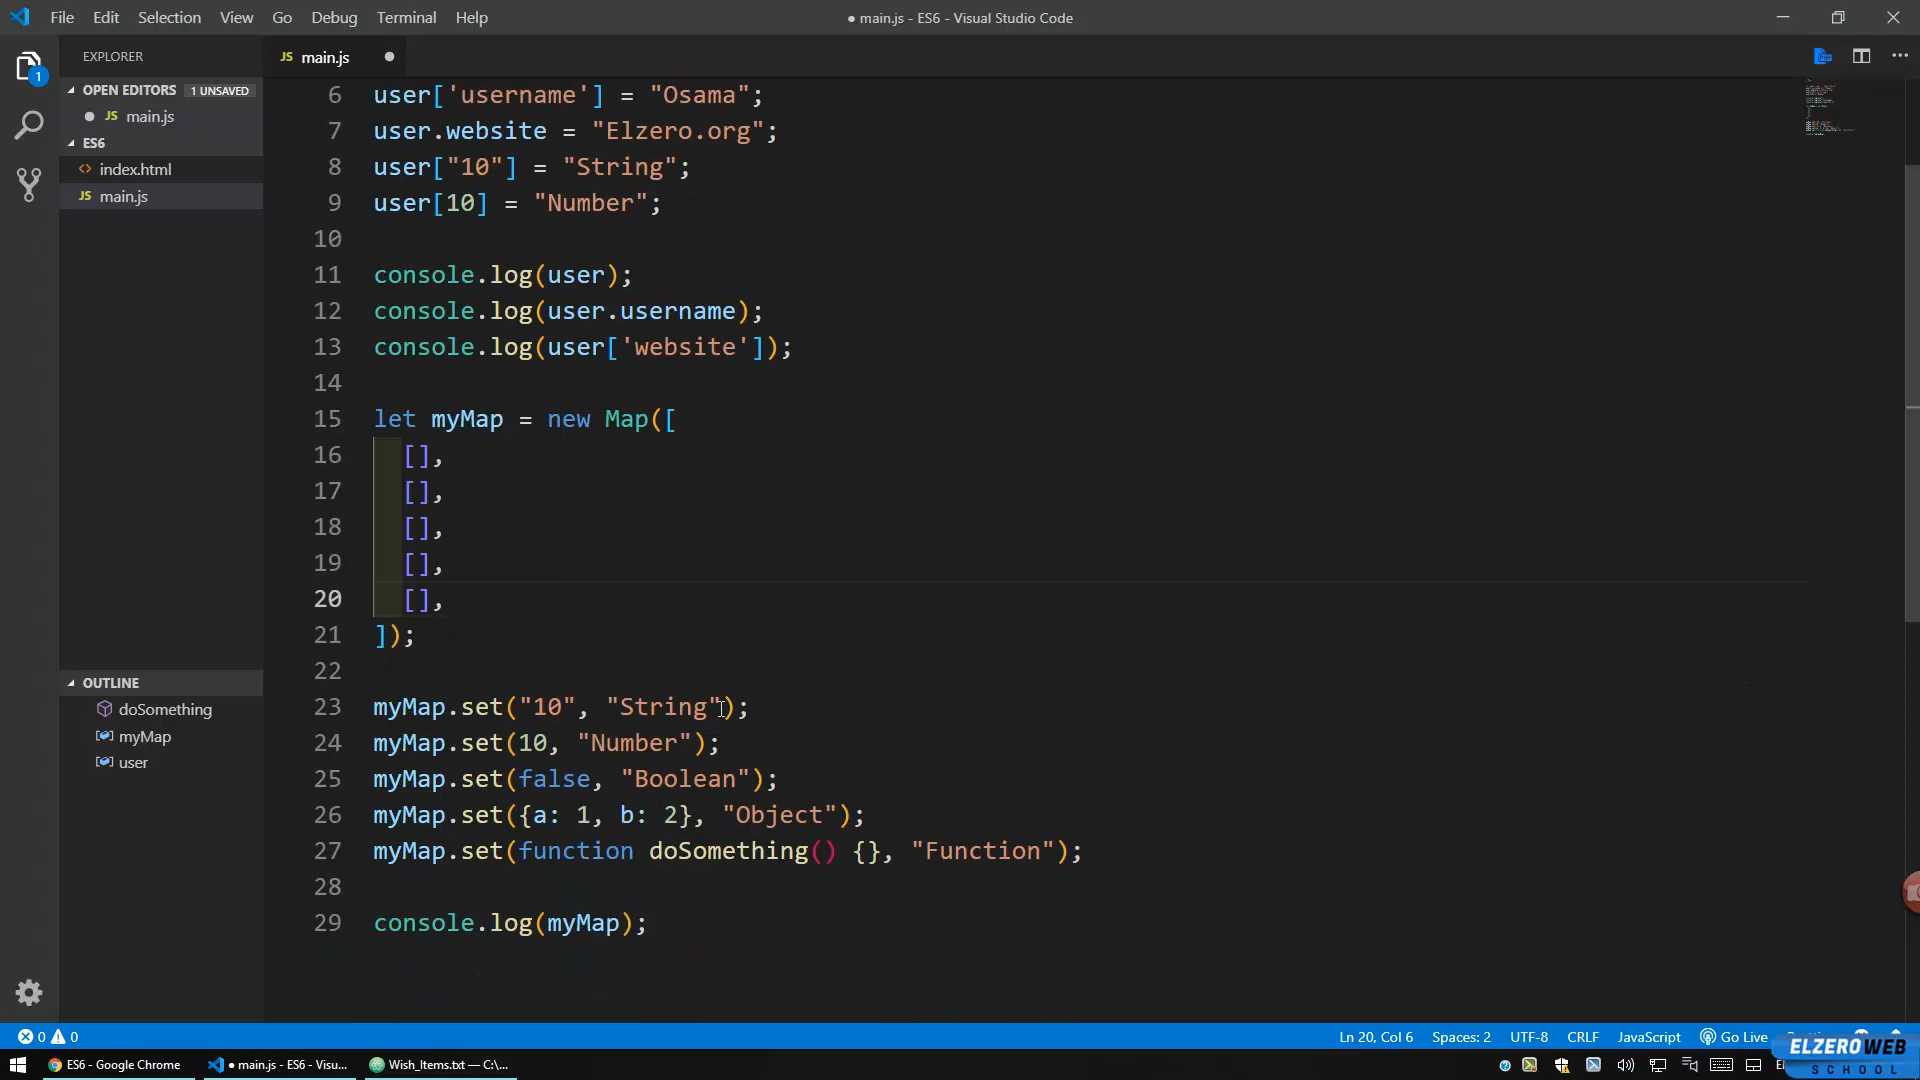 File Edit Selection View Go Debug Terminal Help
● main.js - ES6 - Visual Studio Code
EXPLORER
OPEN EDITORS 1 UNSAVED
JS main.js
ES6
<> index.html
JS main.js
OUTLINE
doSomething
myMap
user
1
JS main.js
6 user['username'] = "Osama";
7 user.website = "Elzero.org";
8 user["10"] = "String";
9 user[10] = "Number";
10
11 console.log(user);
12 console.log(user.username);
13 console.log(user['website']);
14
15 let myMap = new Map([
16 [],
17 [],
18 [],
19 [],
20 [],
21 ]);
22
23 myMap.set("10", "String");
24 myMap.set(10, "Number");
25 myMap.set(false, "Boolean");
26 myMap.set({a: 1, b: 2}, "Object");
27 myMap.set(function doSomething() {}, "Function");
28
29 console.log(myMap);
0 0
Ln 20, Col 6 Spaces: 2 UTF-8 CRLF JavaScript Go Live
ES6 - Google Chrome
● main.js - ES6 - Visu...
Wish_Items.txt — C:\...
ELZEROWEB
SCHOOL